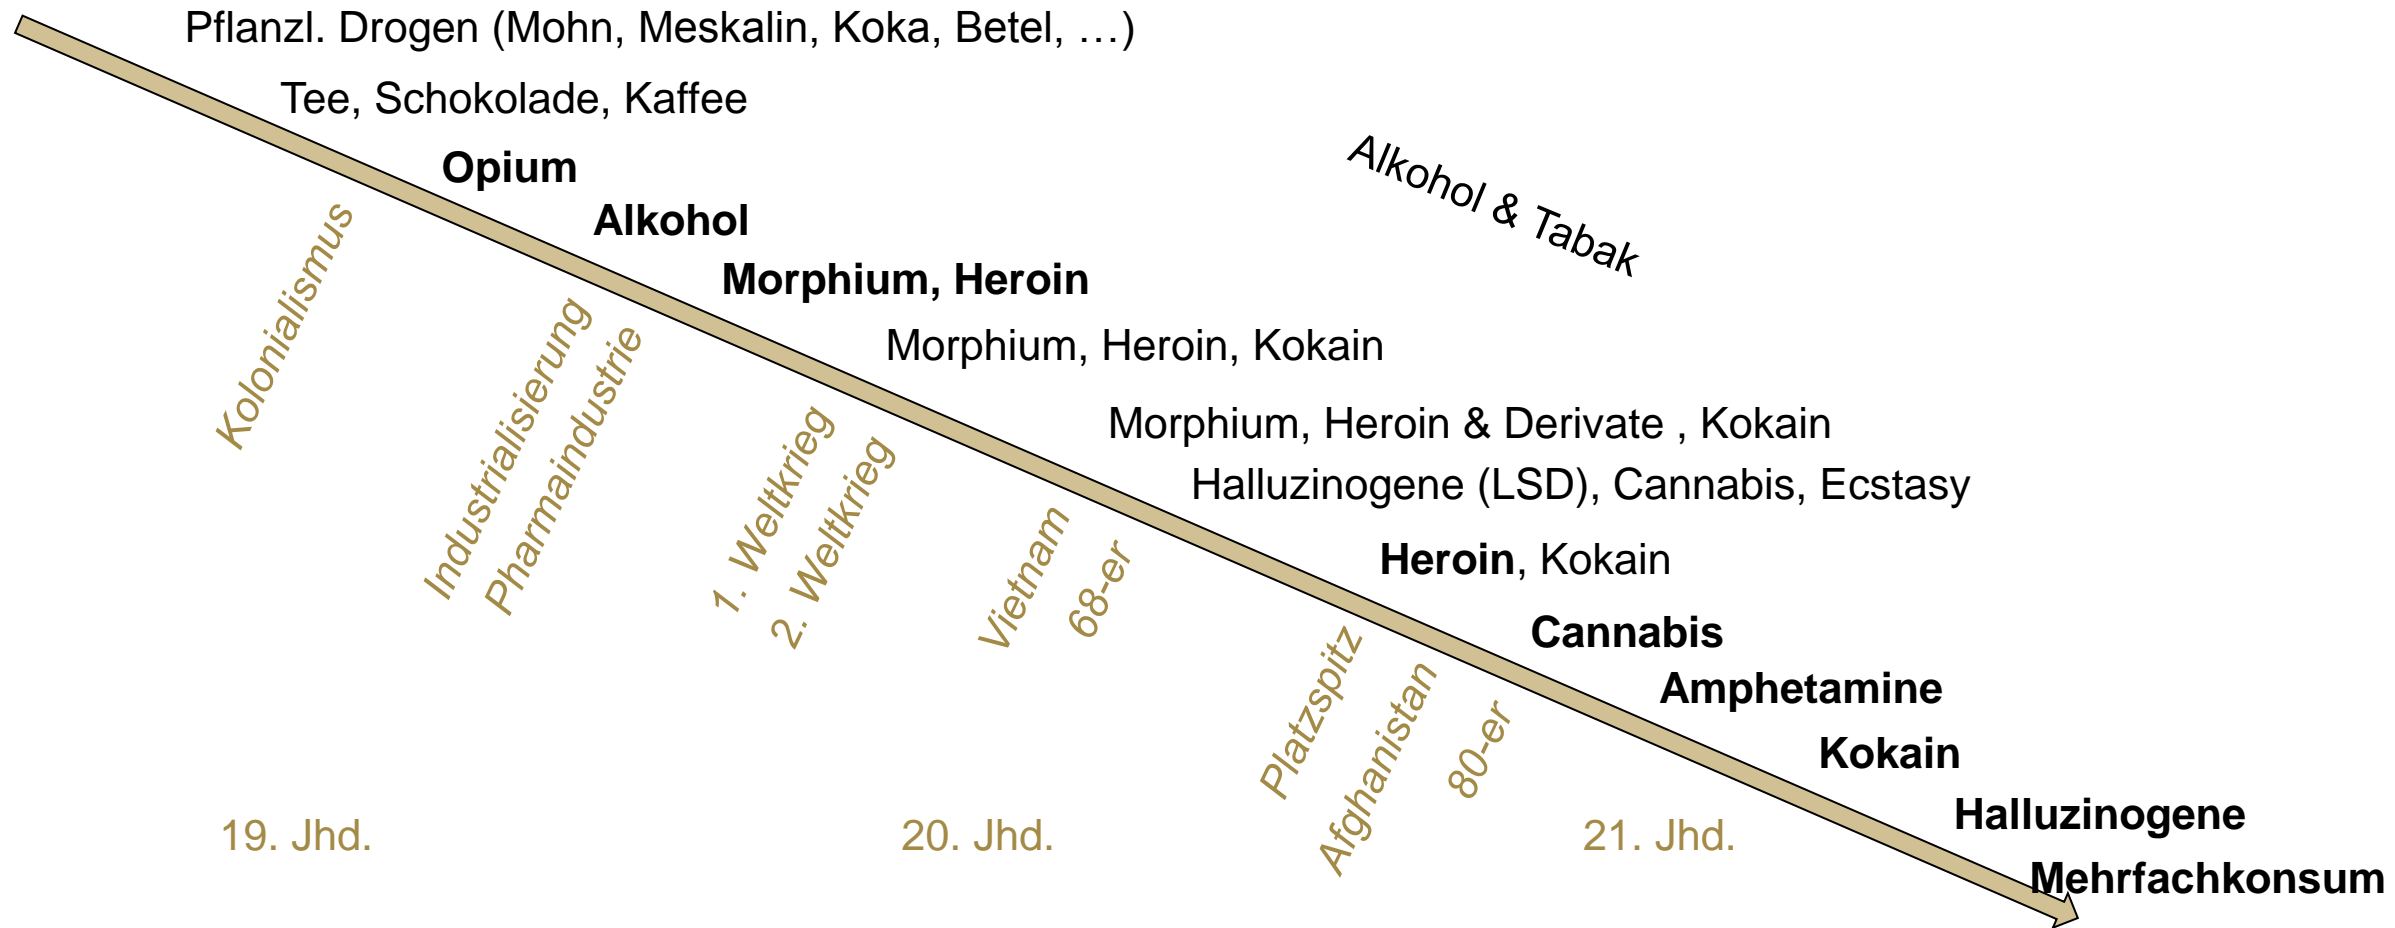 Pflanzl. Drogen (Mohn, Meskalin, Koka, Betel, …)
Tee, Schokolade, Kaffee
Opium
Alkohol
Alkohol & Tabak
Morphium, Heroin
Morphium, Heroin, Kokain
Morphium, Heroin & Derivate , Kokain
Halluzinogene (LSD), Cannabis, Ecstasy
Heroin, Kokain
Cannabis
Amphetamine
Kokain
Halluzinogene
Mehrfachkonsum
Kolonialismus
Industrialisierung
Pharmaindustrie
1. Weltkrieg
2. Weltkrieg
Vietnam
68-er
Platzspitz
Afghanistan
80-er
19. Jhd.
20. Jhd.
21. Jhd.